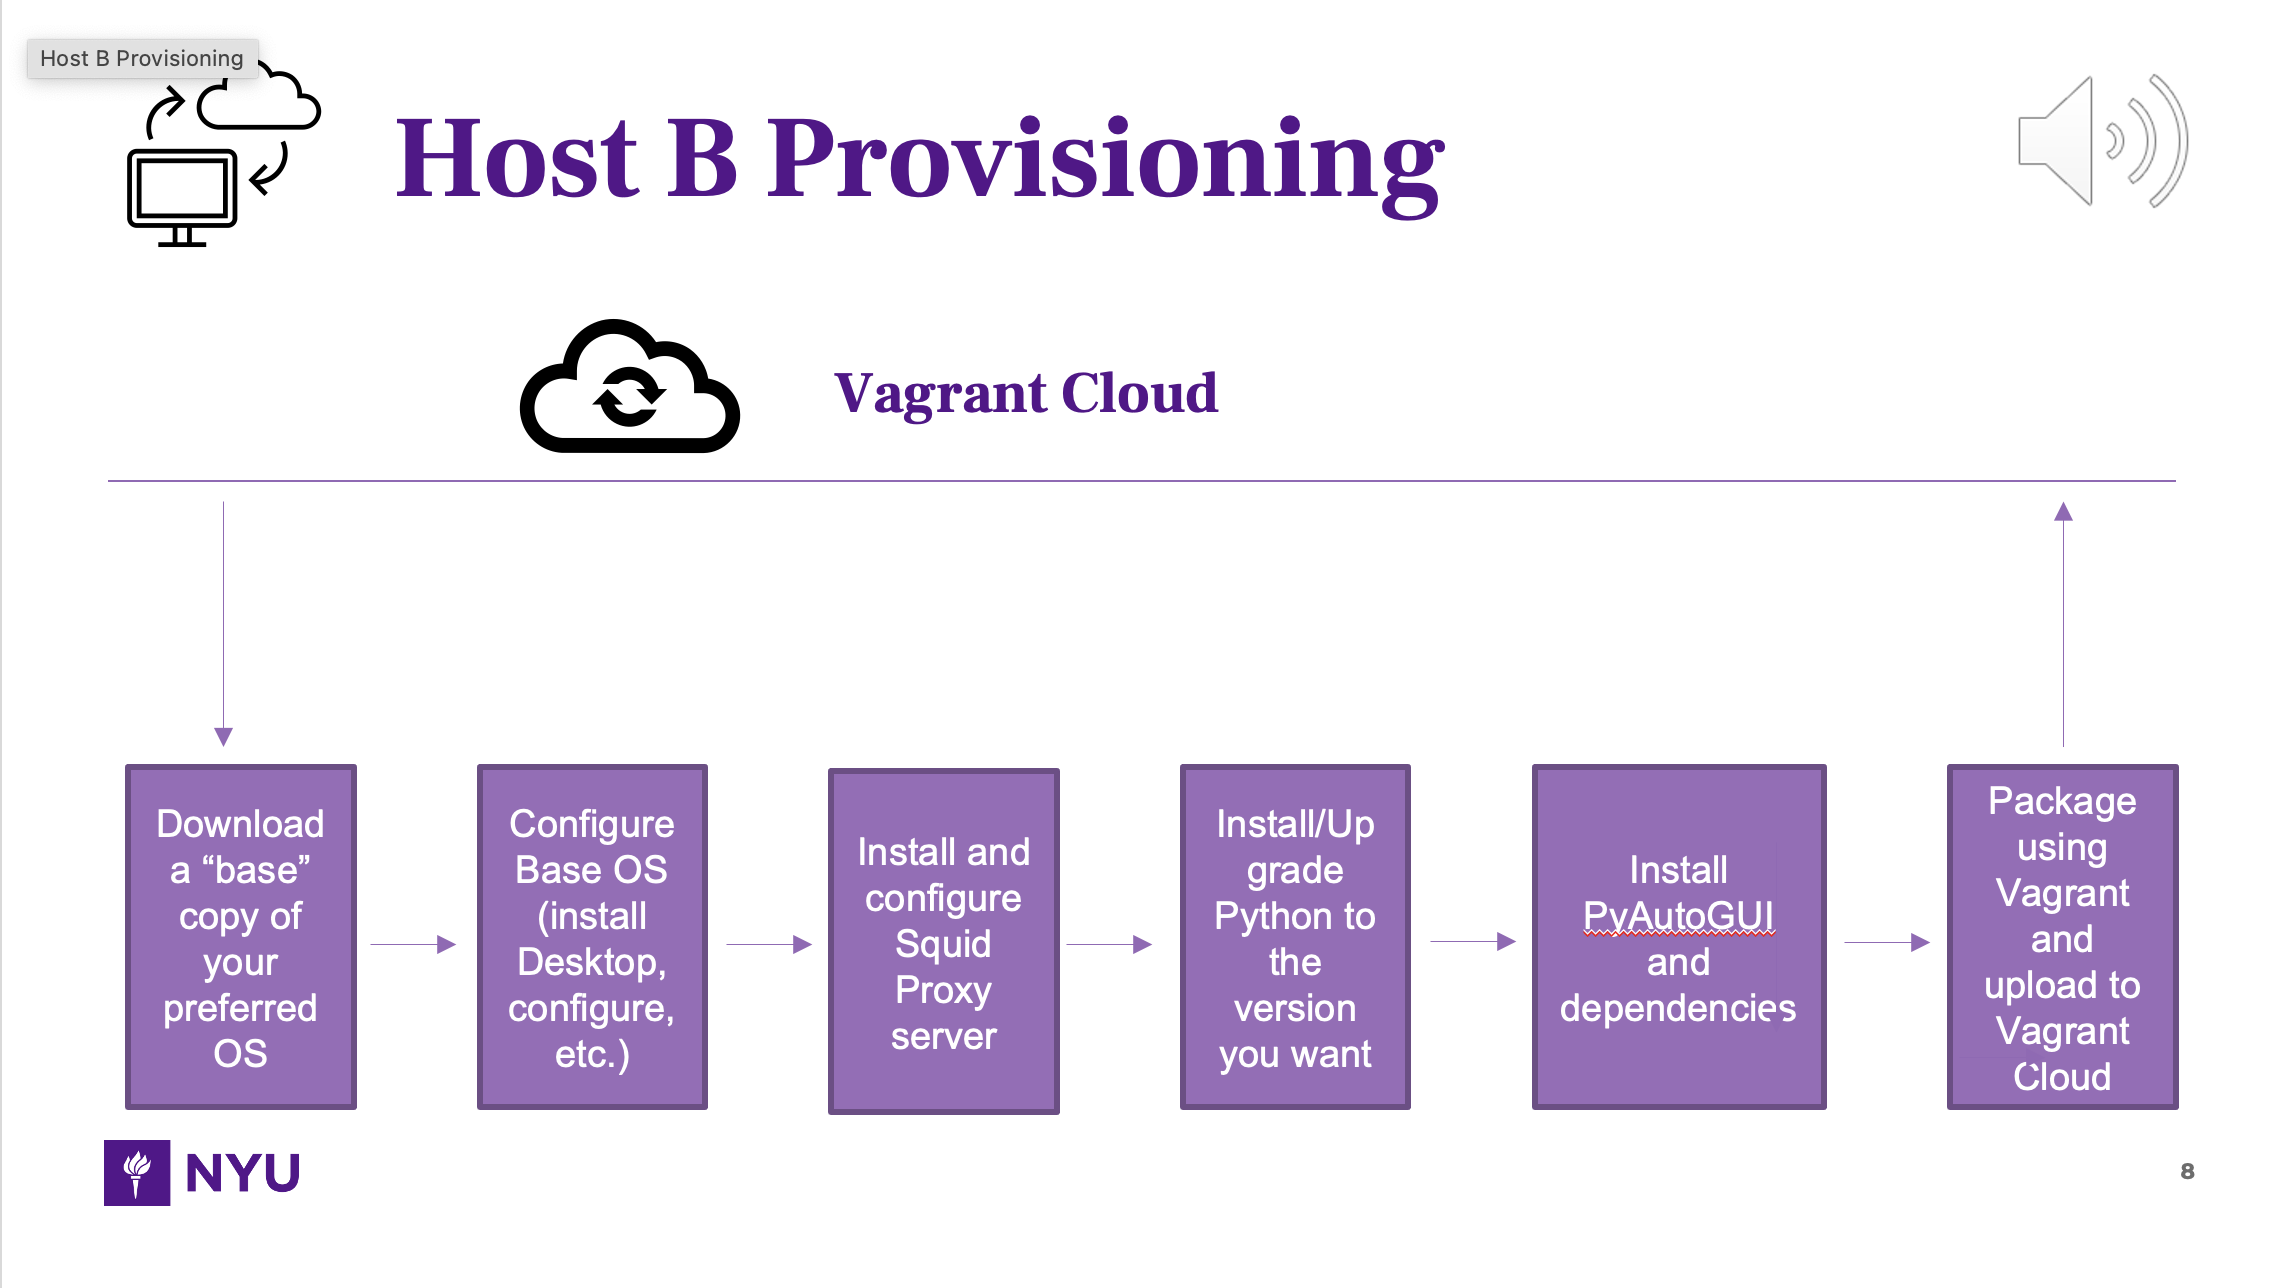 Host B Provisioning
Host B Provisioning
Vagrant Cloud
Download
a “base”
copy of
your
preferred
OS
Configure
Base OS
(install
Desktop,
configure,
etc.)
Install and
configure
Squid
Proxy
server
Install/Up
grade
Python to
the
version
you want
Install
PyAutoGUI
and
dependencies
Package
using
Vagrant
and
upload to
Vagrant
Cloud
NYU
8